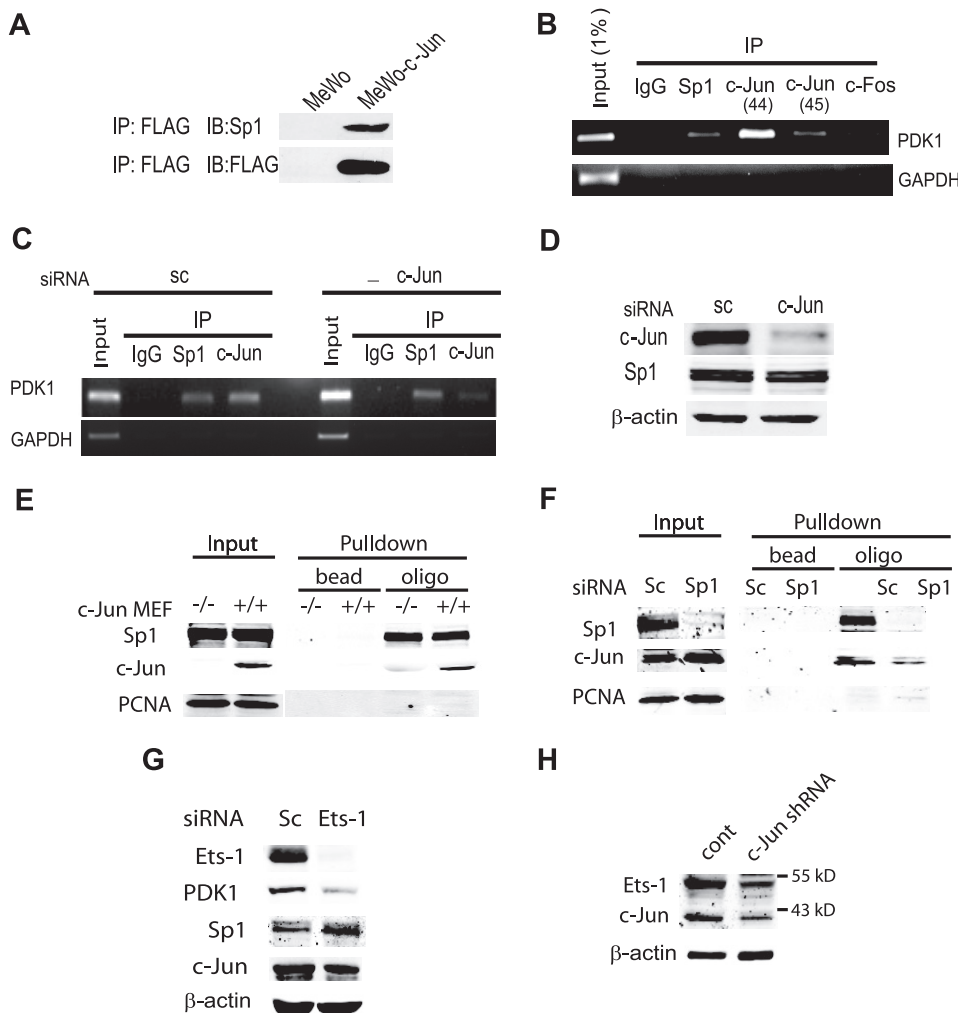 A
MeWo
MeWo-c-Jun
IP: FLAG IB:Sp1
IP: FLAG IB:FLAG
B
Input (1%)
IP
IgG Sp1 c-Jun (44) c-Jun (45) c-Fos
PDK1
GAPDH
C
siRNA sc – c-Jun
Input IP Input IP
IgG Sp1 c-Jun IgG Sp1 c-Jun
PDK1
GAPDH
D
siRNA sc c-Jun
c-Jun
Sp1
β-actin
E
Input Pulldown
bead oligo
c-Jun MEF -/- +/+ -/- +/+ -/- +/+
Sp1
c-Jun
PCNA
F
Input Pulldown
bead oligo
siRNA Sc Sp1 Sc Sp1 Sc Sp1
Sp1
c-Jun
PCNA
G
siRNA Sc Ets-1
Ets-1
PDK1
Sp1
c-Jun
β-actin
H
cont
c-Jun shRNA
Ets-1 55 kD
c-Jun 43 kD
β-actin